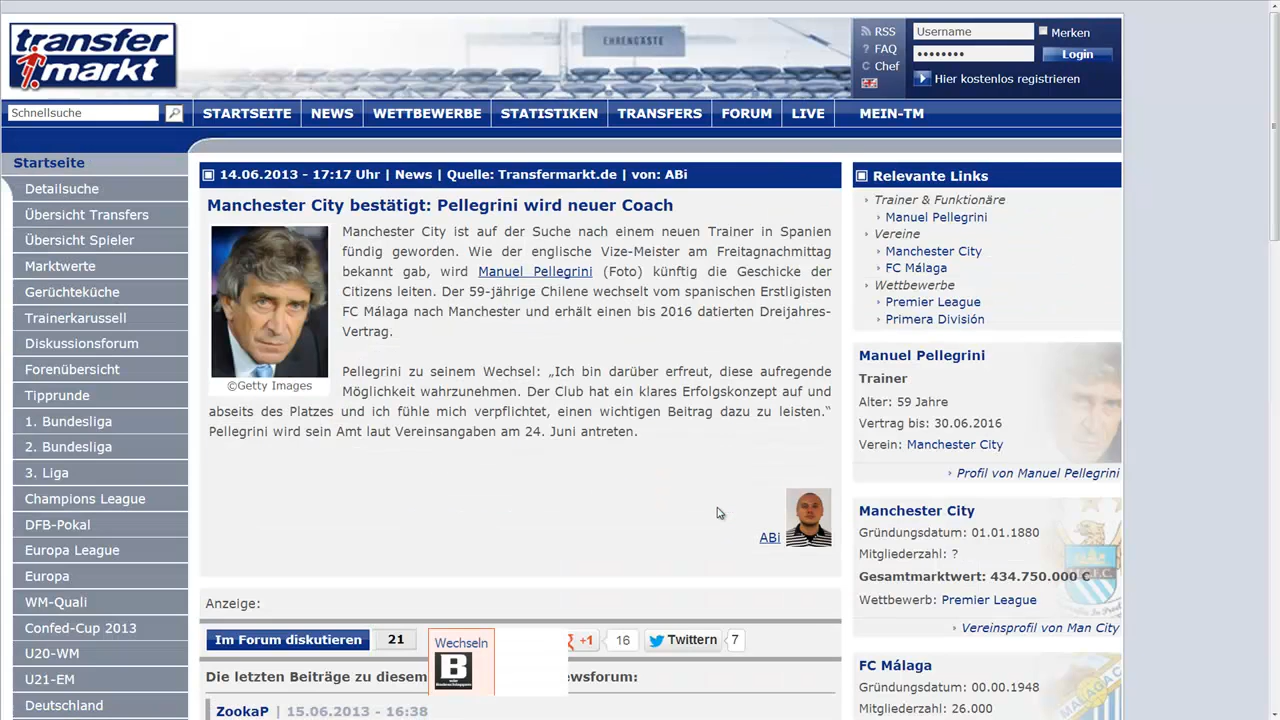 transfer
markt
EHRENGÄSTE
RSS
FAQ
Chef
Username
Merken
Login
Hier kostenlos registrieren
Schnellsuche
STARTSEITE
NEWS
WETTBEWERBE
STATISTIKEN
TRANSFERS
FORUM
LIVE
MEIN-TM
Startseite
Detailsuche
Übersicht Transfers
Übersicht Spieler
Marktwerte
Gerüchteküche
Trainerkarussell
Diskussionsforum
Forenübersicht
Tipprunde
1. Bundesliga
2. Bundesliga
3. Liga
Champions League
DFB-Pokal
Europa League
Europa
WM-Quali
Confed-Cup 2013
U20-WM
U21-EM
Deutschland
14.06.2013 - 17:17 Uhr | News | Quelle: Transfermarkt.de | von: ABi
Manchester City bestätigt: Pellegrini wird neuer Coach
Manchester City ist auf der Suche nach einem neuen Trainer in Spanien
fündig geworden. Wie der englische Vize-Meister am Freitagnachmittag
bekannt gab, wird Manuel Pellegrini (Foto) künftig die Geschicke der
Citizens leiten. Der 59-jährige Chilene wechselt vom spanischen Erstligisten
FC Málaga nach Manchester und erhält einen bis 2016 datierten Dreijahres-
Vertrag.
©Getty Images
Pellegrini zu seinem Wechsel: „Ich bin darüber erfreut, diese aufregende
Möglichkeit wahrzunehmen. Der Club hat ein klares Erfolgskonzept auf und
abseits des Platzes und ich fühle mich verpflichtet, einen wichtigen Beitrag dazu zu leisten.“
Pellegrini wird sein Amt laut Vereinsangaben am 24. Juni antreten.
ABi
Anzeige:
Im Forum diskutieren
21
Wechseln
B
+1
16
Twittern
7
Die letzten Beiträge zu diesem
ewsforum:
ZookaP | 15.06.2013 - 16:38
Relevante Links
Trainer & Funktionäre
Manuel Pellegrini
Vereine
Manchester City
FC Málaga
Wettbewerbe
Premier League
Primera División
Manuel Pellegrini
Trainer
Alter: 59 Jahre
Vertrag bis: 30.06.2016
Verein: Manchester City
Profil von Manuel Pellegrini
Manchester City
Gründungsdatum: 01.01.1880
Mitgliederzahl: ?
Gesamtmarktwert: 434.750.000 €
Wettbewerb: Premier League
Vereinsprofil von Man City
FC Málaga
Gründungsdatum: 00.00.1948
Mitgliederzahl: 26.000